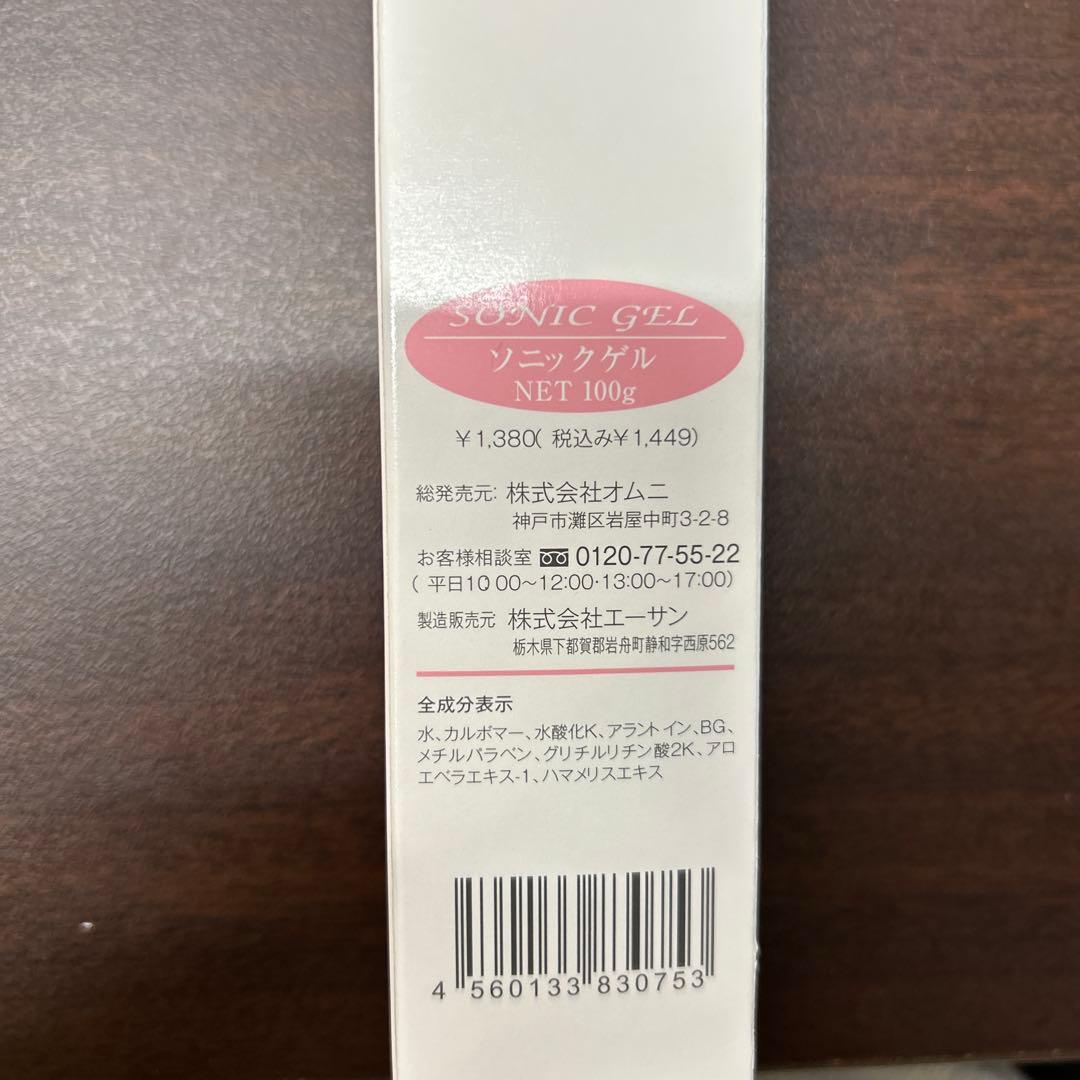 SONIC GEL
ソニックゲル
NET 100g
￥1,380( 税込み￥1,449)
総発売元: 株式会社オムニ
神戸市灘区岩屋中町3-2-8
お客様相談室 0120-77-55-22
( 平日10:00～12:00･13:00～17:00)
製造販売元 株式会社エーサン
栃木県下都賀郡岩舟町静和字西原562
全成分表示
水、カルボマー、水酸化K、アラントイン、BG、
メチルパラベン、グリチルリチン酸2K、アロ
エベラエキス-1、ハマメリスエキス
4 560133 830753